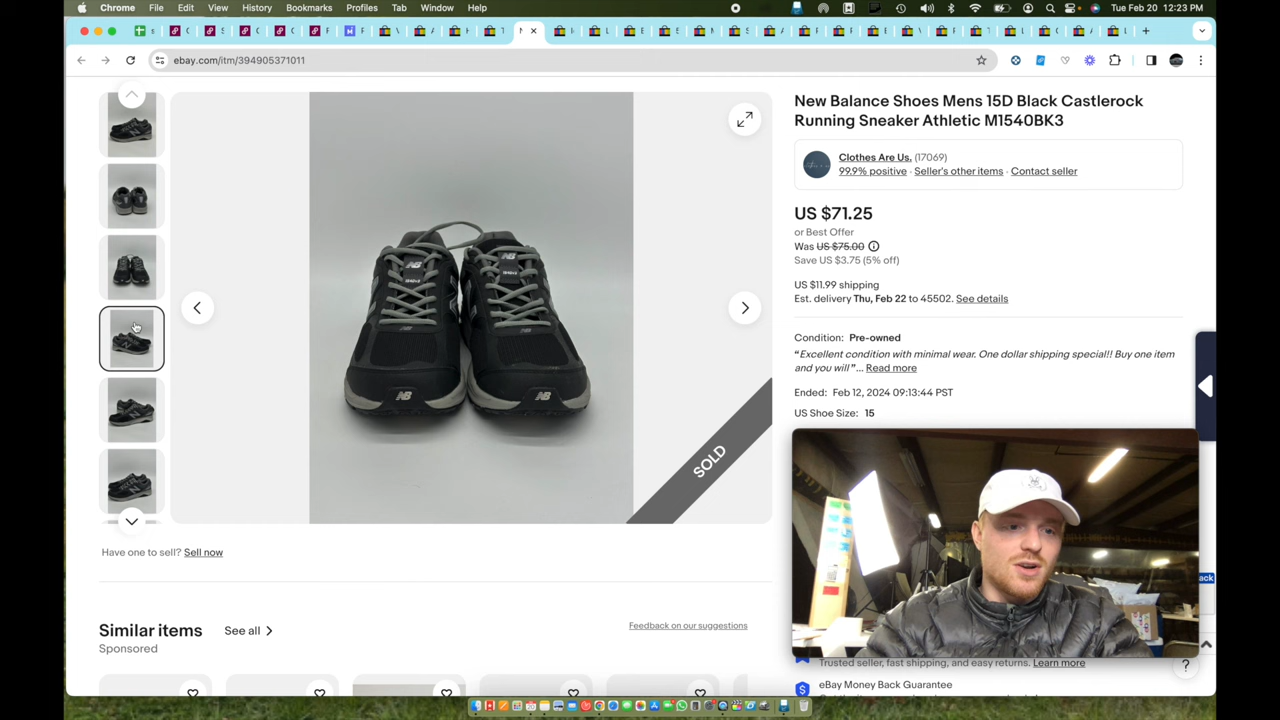 Chrome File Edit View History Bookmarks Profiles Tab Window Help Tue Feb 20 12:23 PM
ebay.com/itm/394905371011
New Balance Shoes Mens 15D Black Castlerock
Running Sneaker Athletic M1540BK3
Clothes Are Us. (17069)
99.9% positive · Seller's other items · Contact seller
US $71.25
or Best Offer
Was US $75.00
Save US $3.75 (5% off)
US $11.99 shipping
Est. delivery Thu, Feb 22 to 45502. See details
Condition: Pre-owned
“Excellent condition with minimal wear. One dollar shipping special!! Buy one item
and you will”... Read more
Ended: Feb 12, 2024 09:13:44 PST
US Shoe Size: 15
SOLD
NB
NB
Have one to sell? Sell now
Similar items See all
Sponsored
Feedback on our suggestions
ack
Trusted seller, fast shipping, and easy returns. Learn more
eBay Money Back Guarantee